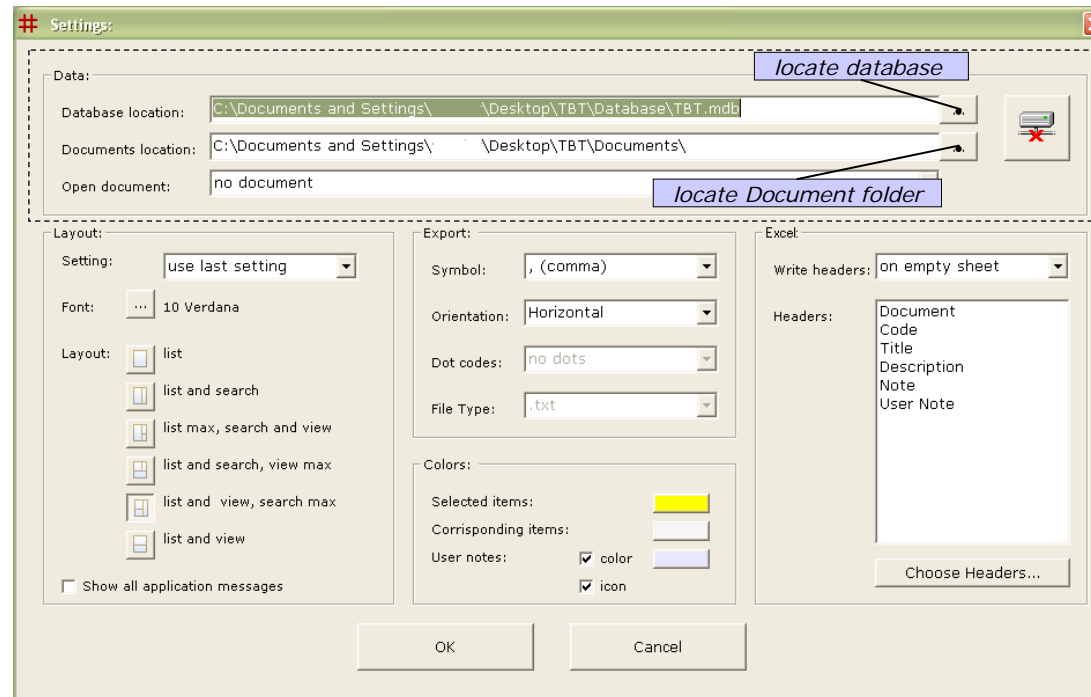 Settings:
Data:
locate database
Database location: C:\Documents and Settings\ \Desktop\TBT\Database\TBT.mdb
Documents location: C:\Documents and Settings\ \Desktop\TBT\Documents\
Open document: no document
locate Document folder
Layout:
Setting: use last setting
Font: ... 10 Verdana
Layout: list
list and search
list max, search and view
list and search, view max
list and view, search max
list and view
Show all application messages
Export:
Symbol: , (comma)
Orientation: Horizontal
Dot codes: no dots
File Type: .txt
Colors:
Selected items:
Corrisponding items:
User notes: color
icon
Excel:
Write headers: on empty sheet
Headers: Document
Code
Title
Description
Note
User Note
Choose Headers...
OK Cancel